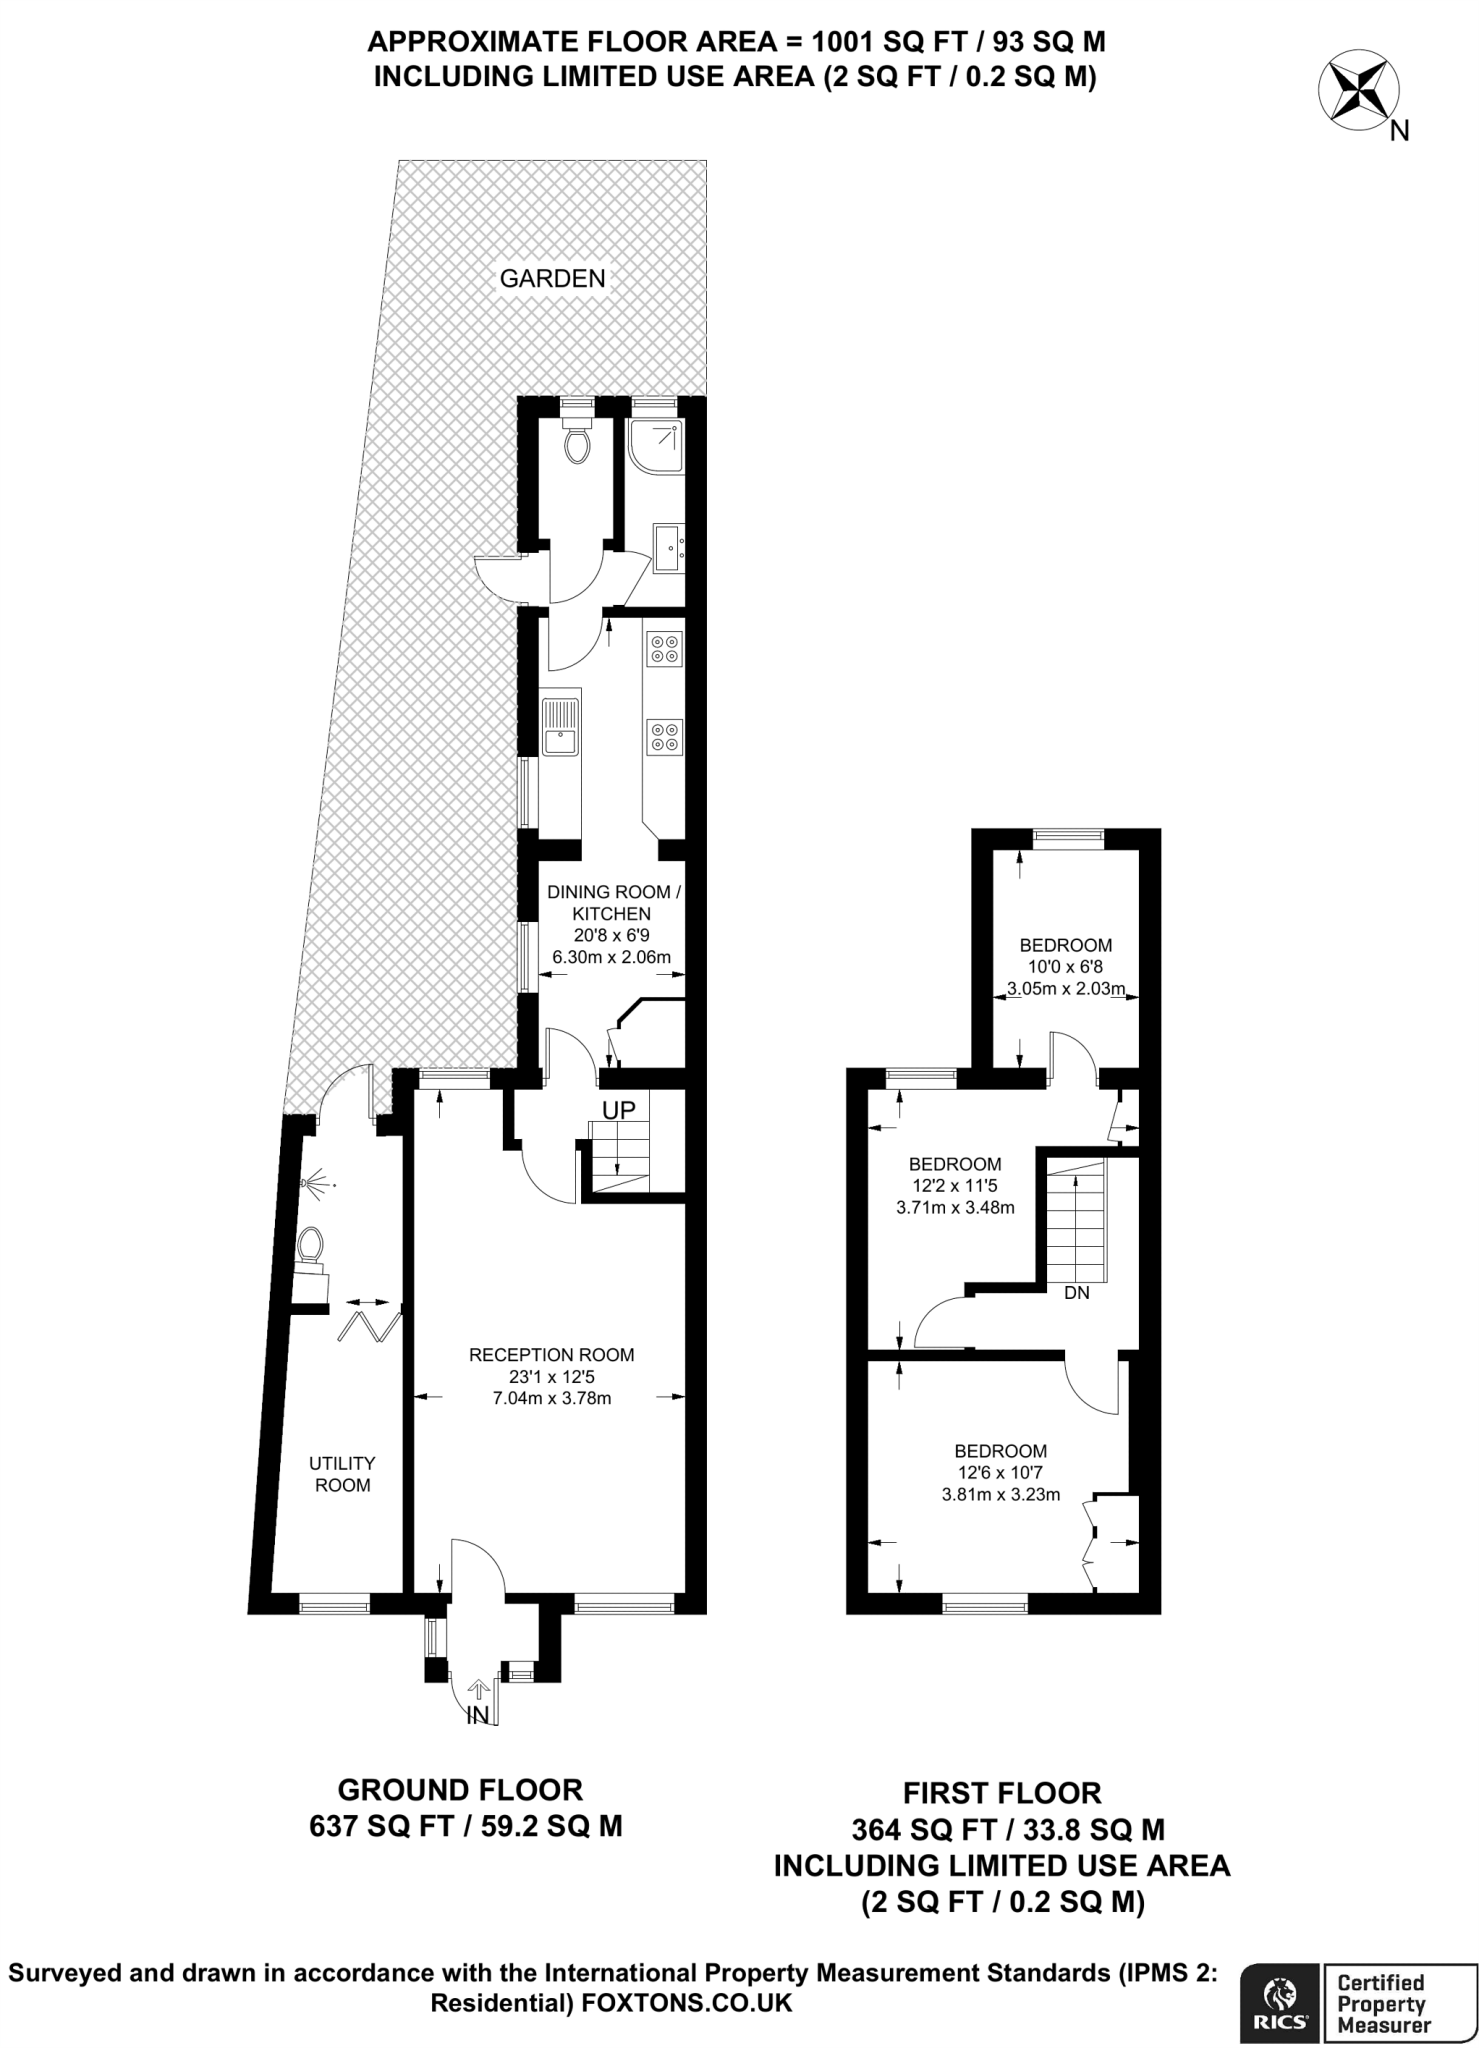 APPROXIMATE FLOOR AREA = 1001 SQ FT / 93 SQ M
INCLUDING LIMITED USE AREA (2 SQ FT / 0.2 SQ M)
N
GARDEN
DINING ROOM /
KITCHEN
20'8 x 6'9
6.30m x 2.06m
UP
RECEPTION ROOM
23'1 x 12'5
7.04m x 3.78m
UTILITY
ROOM
IN
BEDROOM
10'0 x 6'8
3.05m x 2.03m
BEDROOM
12'2 x 11'5
3.71m x 3.48m
DN
BEDROOM
12'6 x 10'7
3.81m x 3.23m
GROUND FLOOR
637 SQ FT / 59.2 SQ M
FIRST FLOOR
364 SQ FT / 33.8 SQ M
INCLUDING LIMITED USE AREA
(2 SQ FT / 0.2 SQ M)
Surveyed and drawn in accordance with the International Property Measurement Standards (IPMS 2:
Residential) FOXTONS.CO.UK
RICS
Certified
Property
Measurer